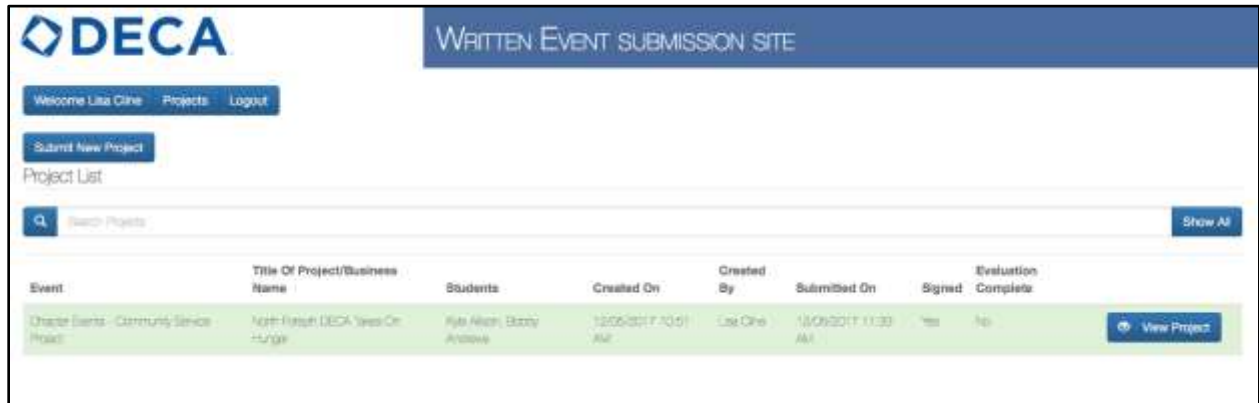 DECA
WRITTEN EVENT SUBMISSION SITE
Welcome Lisa Cline Projects Logout
Submit New Project
Project List
Search Projects
Show All
Title Of Project/Business Created Evaluation
Event Name Students Created On By Submitted On Signed Complete
Chapter Events - Community Service North Forsyth DECA Takes On Kyle Alison, Bobby 12/05/2017 10:51 Lisa Cline 12/05/2017 11:30 Yes No View Project
Project Hunger Andrews AM AM